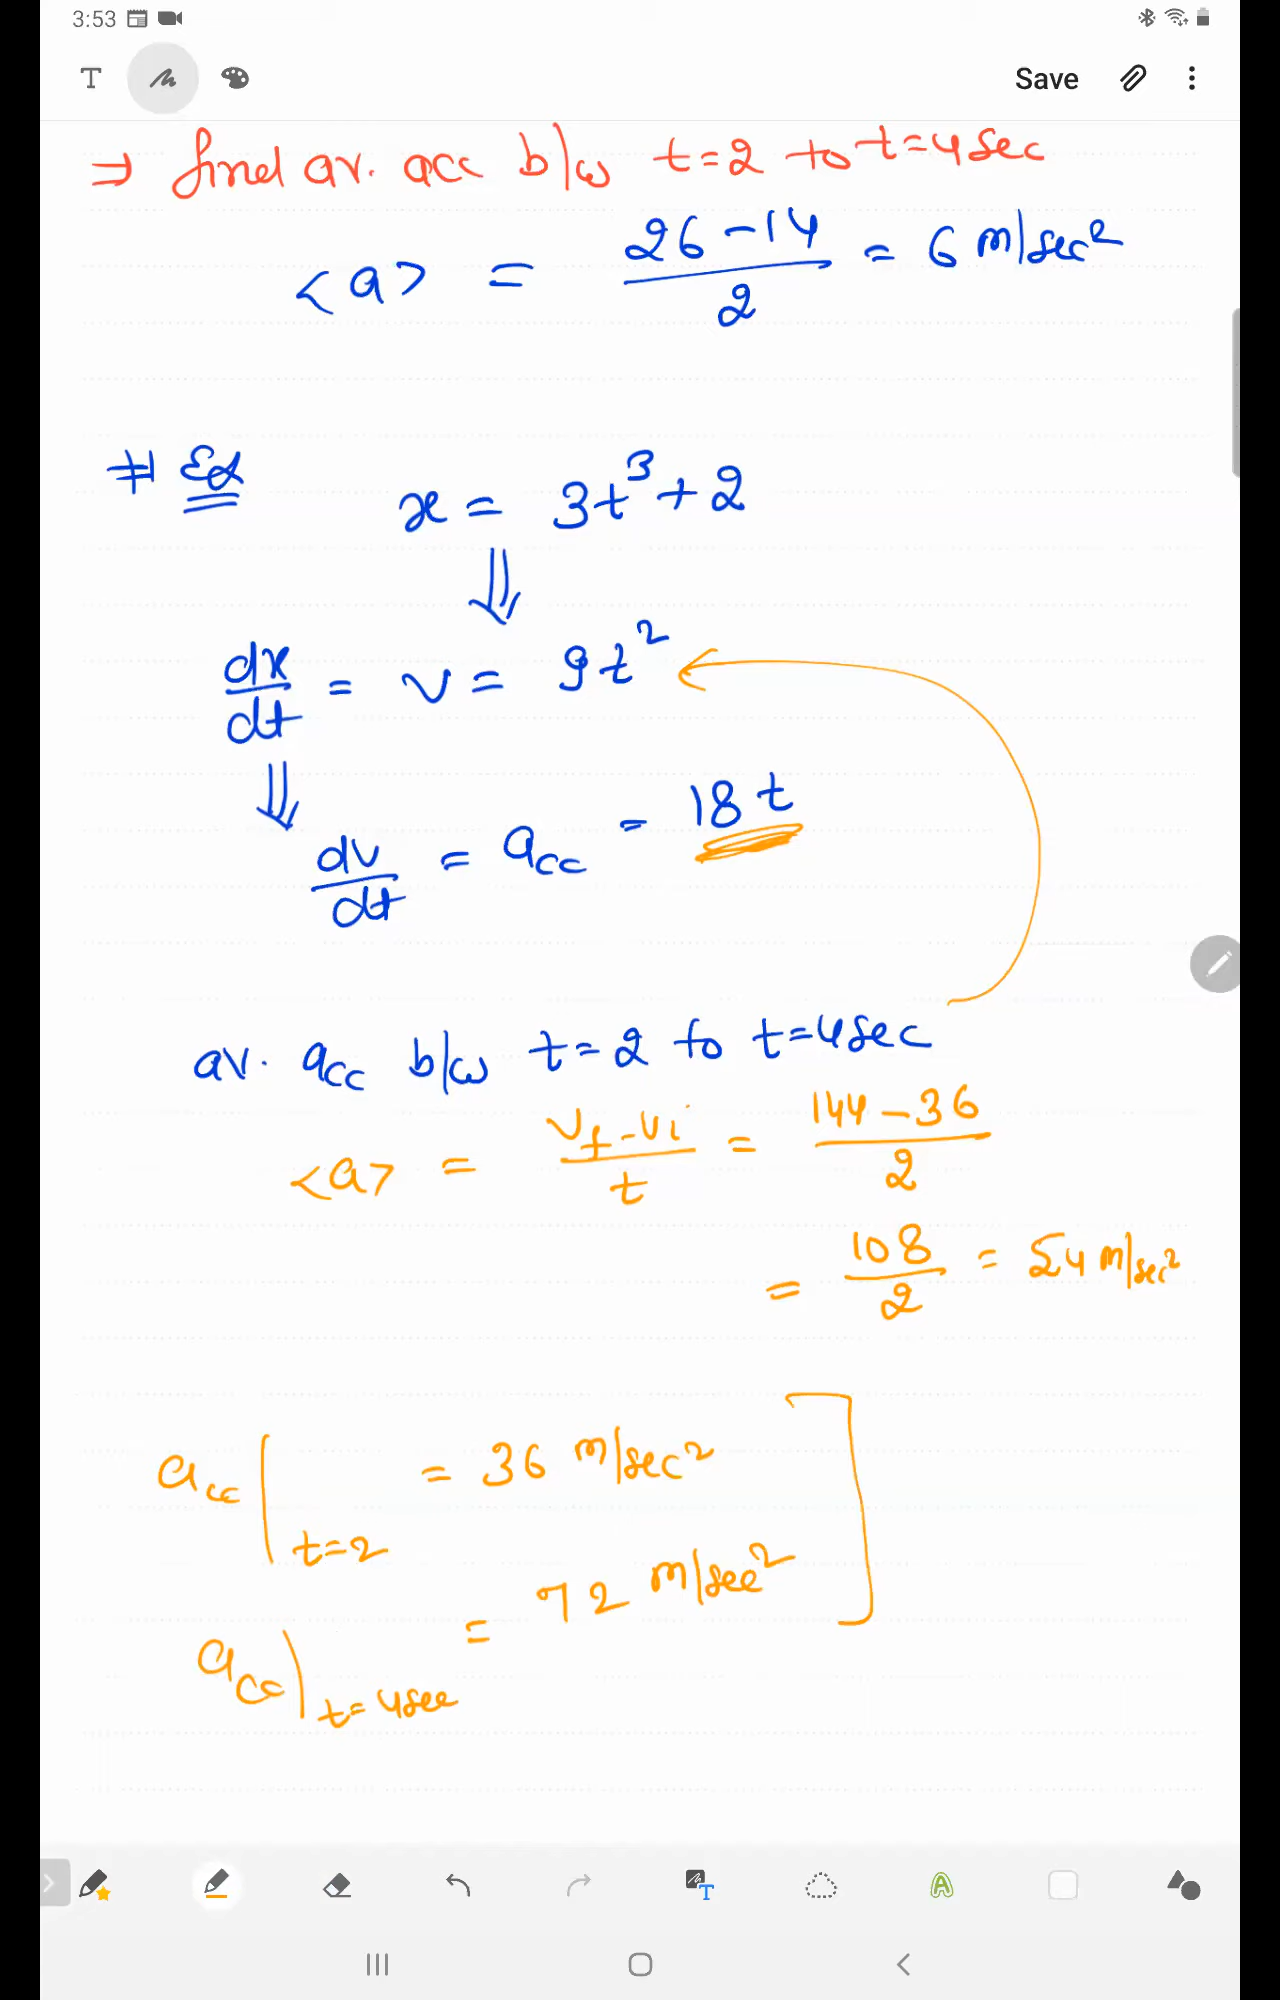 3:53
T Save
⇒ find av. acc b/w t=2 to t=4sec
<a> = 26-14/2 = 6 m/sec²
# Ex x = 3t³+2
⇓
dx/dt = v = 9t²
⇓
dv/dt = acc = 18t
av. acc b/w t=2 to t=4sec
<a> = vf-vi/t = 144-36/2
= 108/2 = 54 m/sec²
acc|t=2 = 36 m/sec²
acc|t=4sec = 72 m/sec²
T A